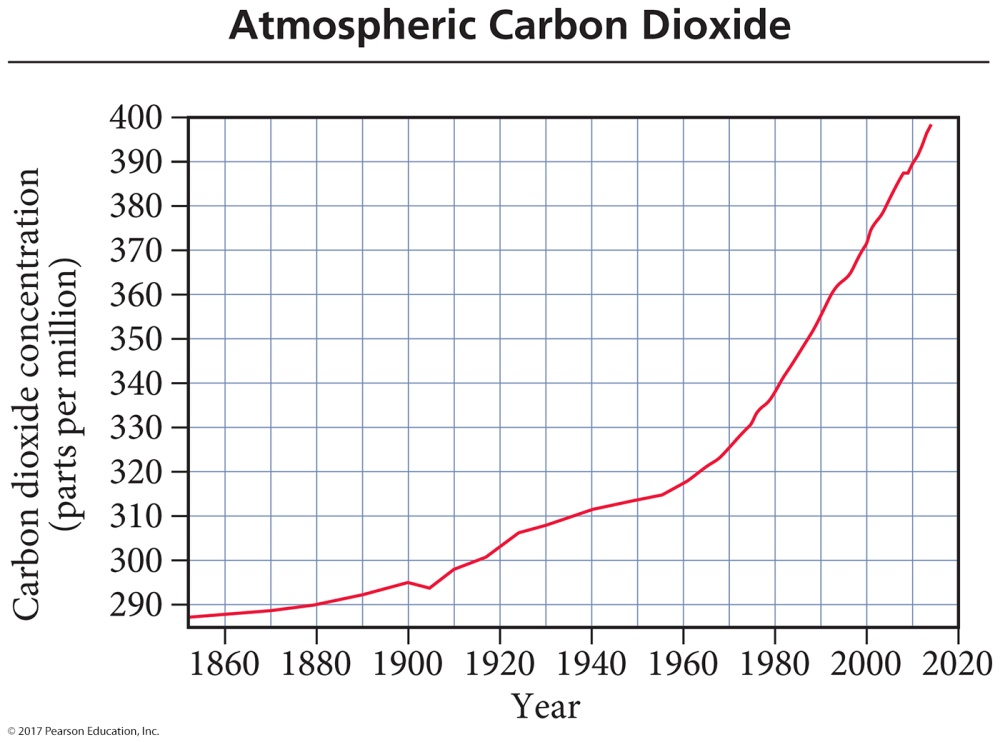 Atmospheric Carbon Dioxide
400
390
380
370
360
350
340
330
320
310
300
290
Carbon dioxide concentration
(parts per million)
1860 1880 1900 1920 1940 1960 1980 2000 2020
Year
© 2017 Pearson Education, Inc.